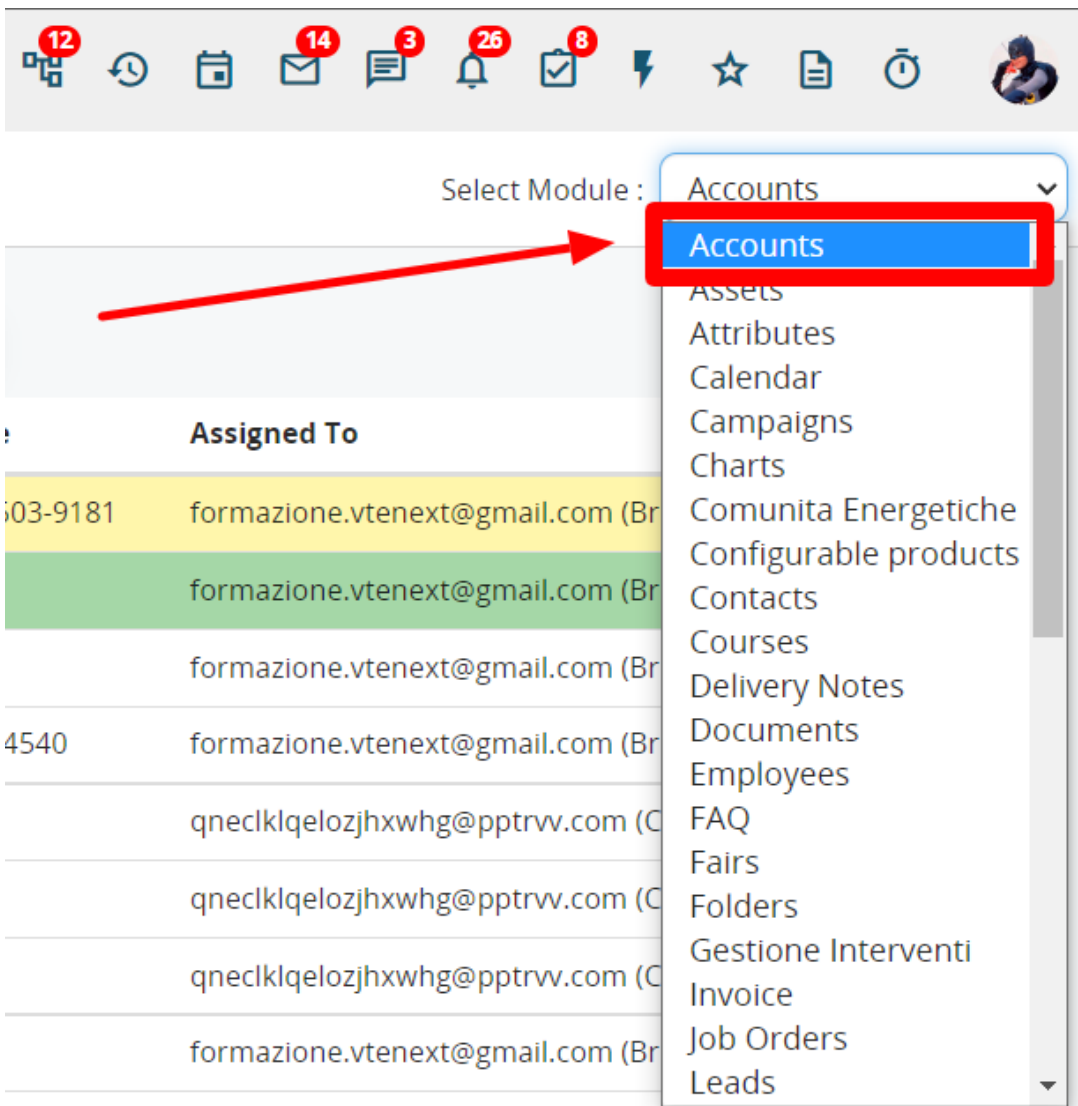 12 14 3 26 8
Select Module : Accounts
Accounts
Assets
Attributes
Calendar
Campaigns
Charts
Comunita Energetiche
Configurable products
Contacts
Courses
Delivery Notes
Documents
Employees
FAQ
Fairs
Folders
Gestione Interventi
Invoice
Job Orders
Leads
Assigned To
503-9181 formazione.vtenext@gmail.com (Br
formazione.vtenext@gmail.com (Br
formazione.vtenext@gmail.com (Br
4540 formazione.vtenext@gmail.com (Br
qneclklqelozjhxwhg@pptrvv.com (C
qneclklqelozjhxwhg@pptrvv.com (C
qneclklqelozjhxwhg@pptrvv.com (C
formazione.vtenext@gmail.com (Br